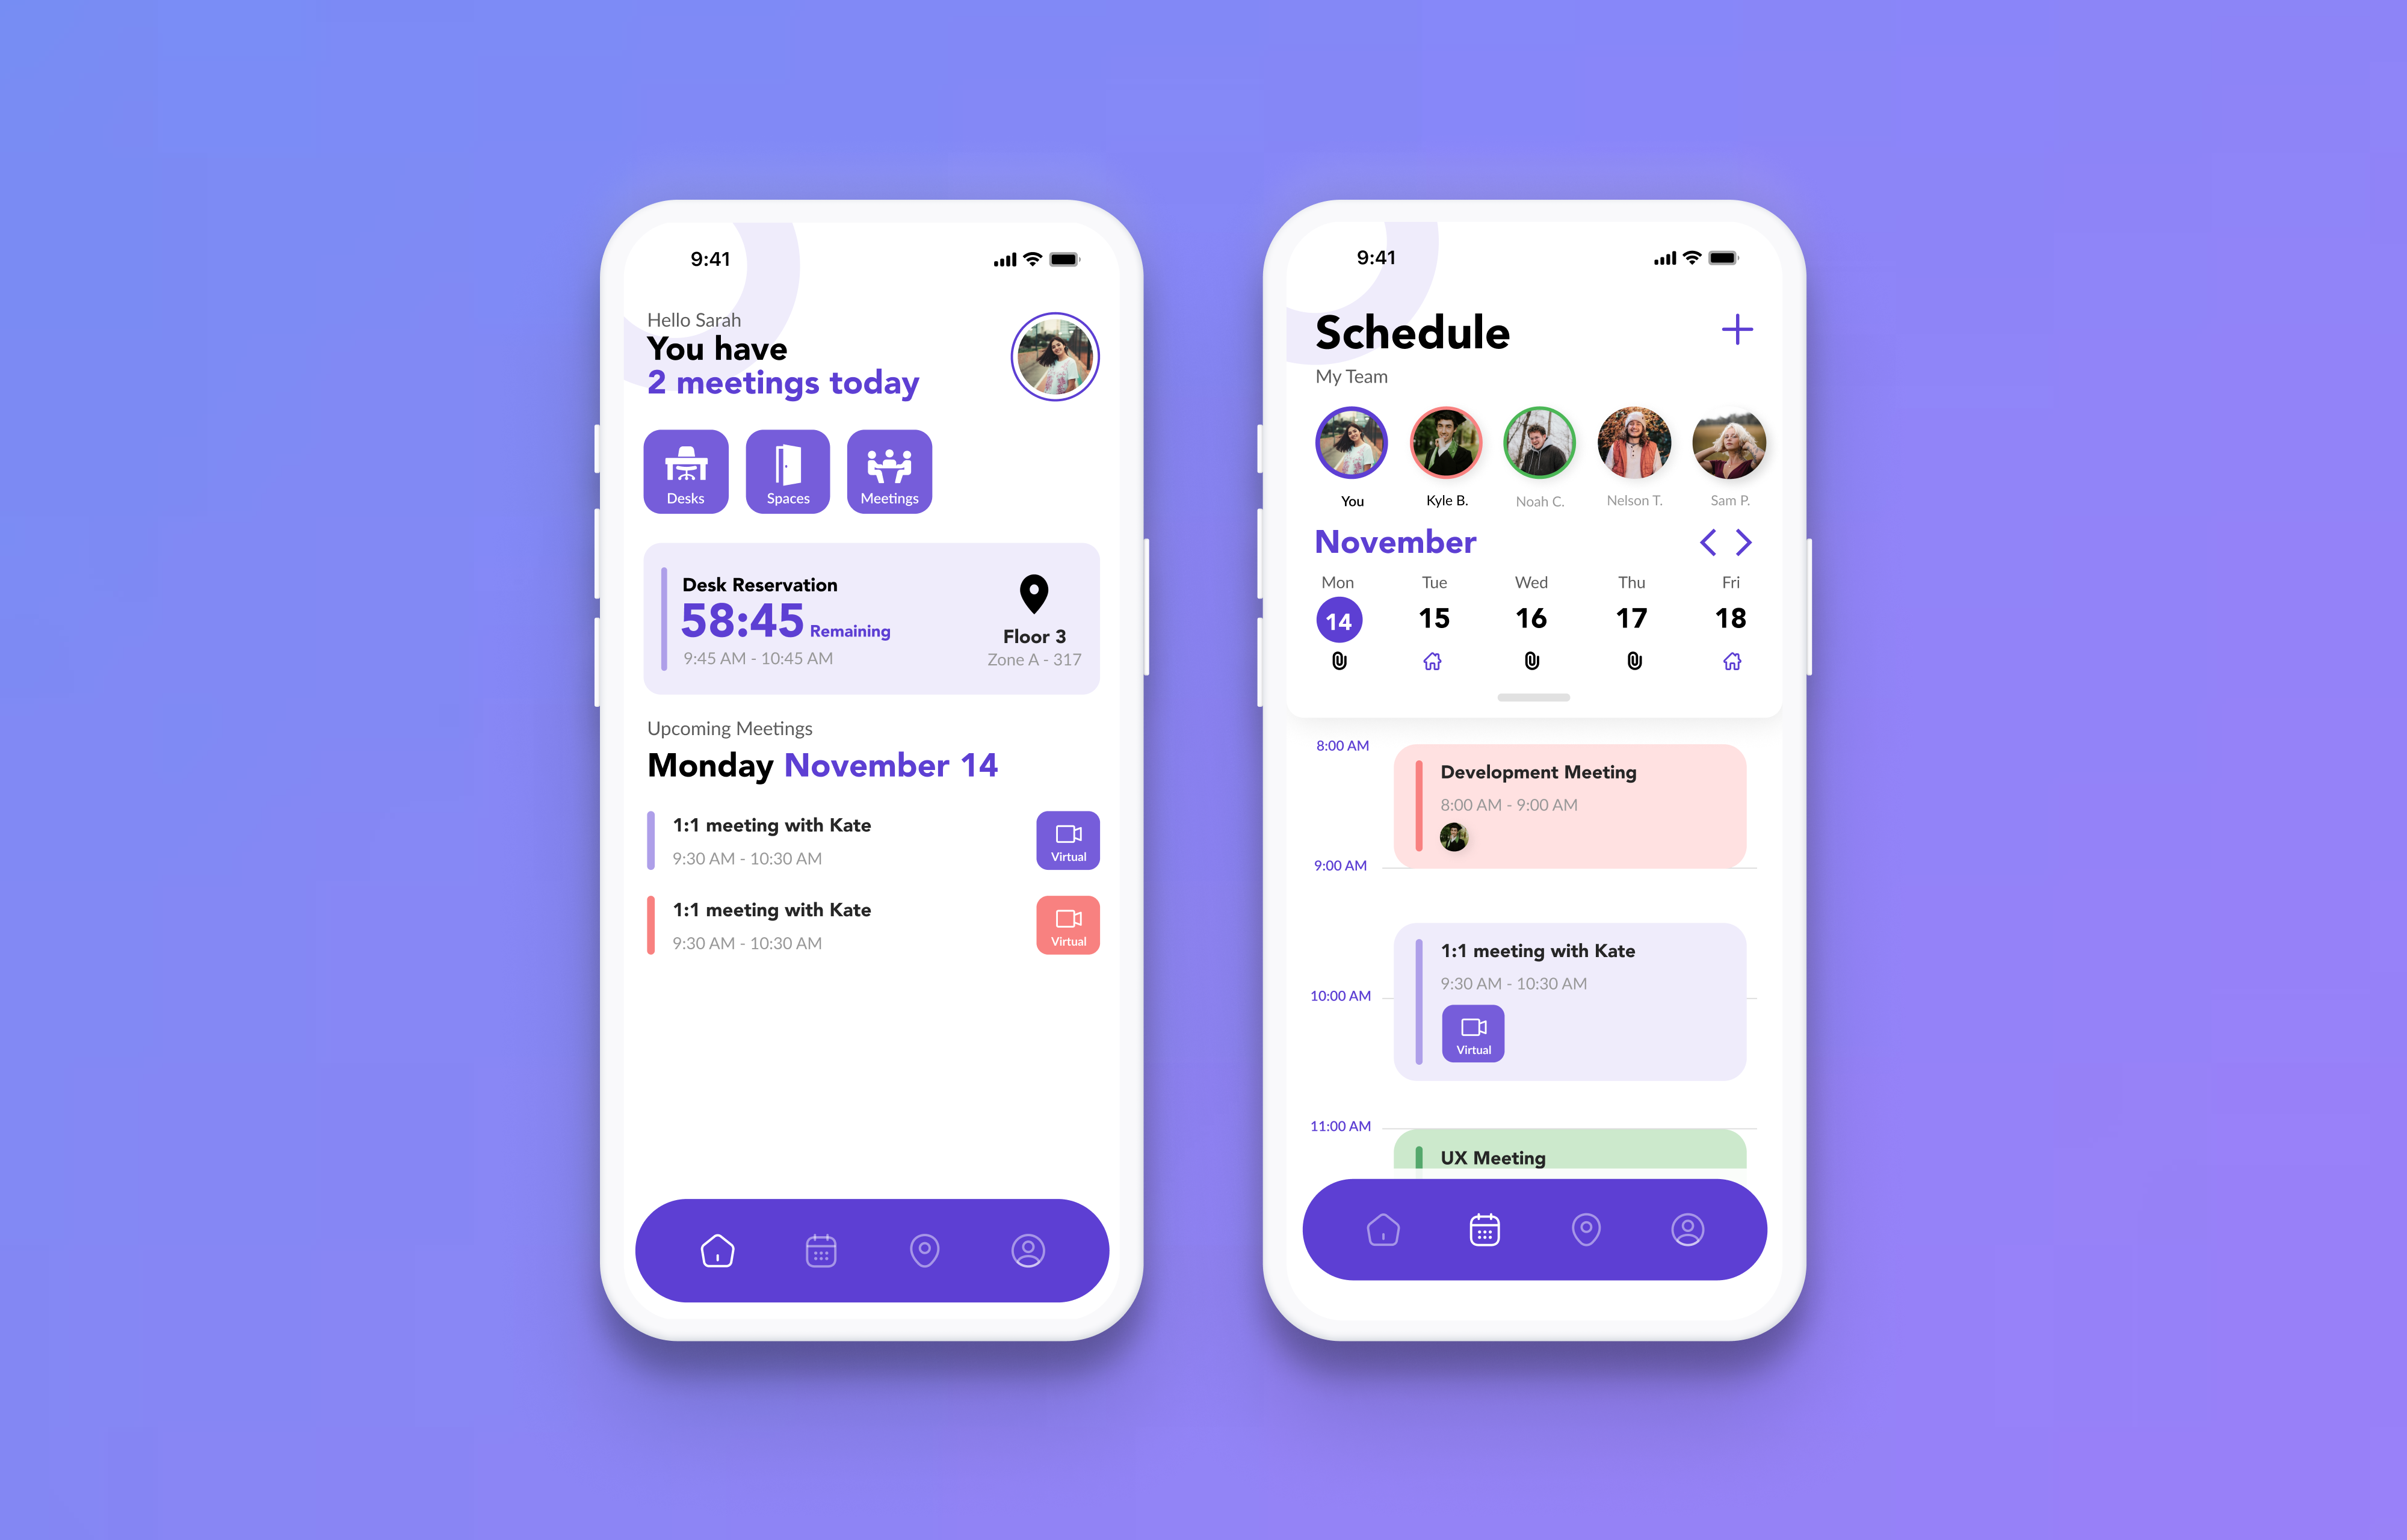 9:41
Hello Sarah
You have
2 meetings today
Desks
Spaces
Meetings
Desk Reservation
58:45 Remaining
9:45 AM - 10:45 AM
Floor 3
Zone A - 317
Upcoming Meetings
Monday November 14
1:1 meeting with Kate
9:30 AM - 10:30 AM
Virtual
1:1 meeting with Kate
9:30 AM - 10:30 AM
Virtual
9:41
Schedule
My Team
You
Kyle B.
Noah C.
Nelson T.
Sam P.
November
Mon Tue Wed Thu Fri
14 15 16 17 18
8:00 AM
Development Meeting
8:00 AM - 9:00 AM
9:00 AM
1:1 meeting with Kate
9:30 AM - 10:30 AM
10:00 AM
Virtual
11:00 AM
UX Meeting